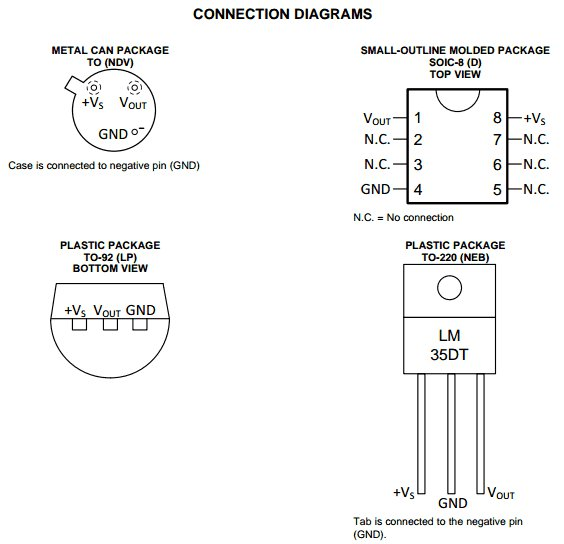 CONNECTION DIAGRAMS
METAL CAN PACKAGE
TO (NDV)
+VS VOUT
GND -
Case is connected to negative pin (GND)
SMALL-OUTLINE MOLDED PACKAGE
SOIC-8 (D)
TOP VIEW
VOUT 1 8 +VS
N.C. 2 7 N.C.
N.C. 3 6 N.C.
GND 4 5 N.C.
N.C. = No connection
PLASTIC PACKAGE
TO-92 (LP)
BOTTOM VIEW
+VS VOUT GND
PLASTIC PACKAGE
TO-220 (NEB)
LM
35DT
+VS GND VOUT
Tab is connected to the negative pin
(GND).